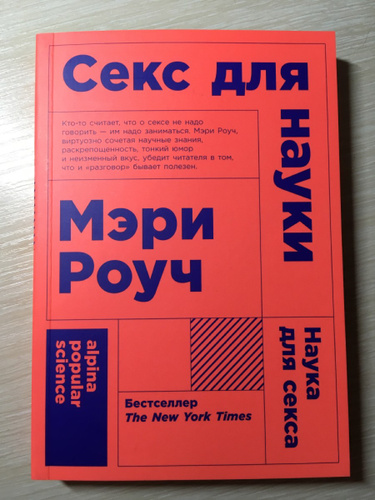 Секс для
науки
Кто-то считает, что о сексе не надо
говорить — им надо заниматься. Мэри Роуч,
виртуозно сочетая научные знания,
раскрепощенность, тонкий юмор
и неизменный вкус, убедит читателя в том,
что и «разговор» бывает полезен.
Мэри
Роуч
Наука
для секса
alpina
popular
science
Бестселлер
The New York Times